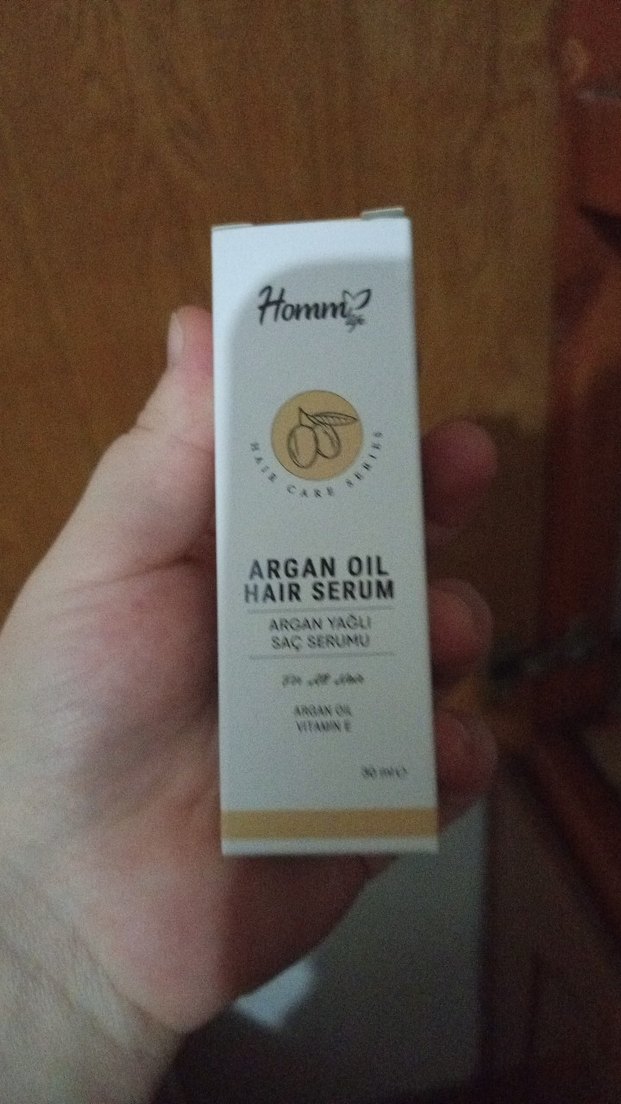 Homm
life
HAIR CARE SERIES
ARGAN OIL
HAIR SERUM
ARGAN YAĞLI
SAÇ SERUMU
For All Hair
ARGAN OIL
VITAMIN E
ml ℮